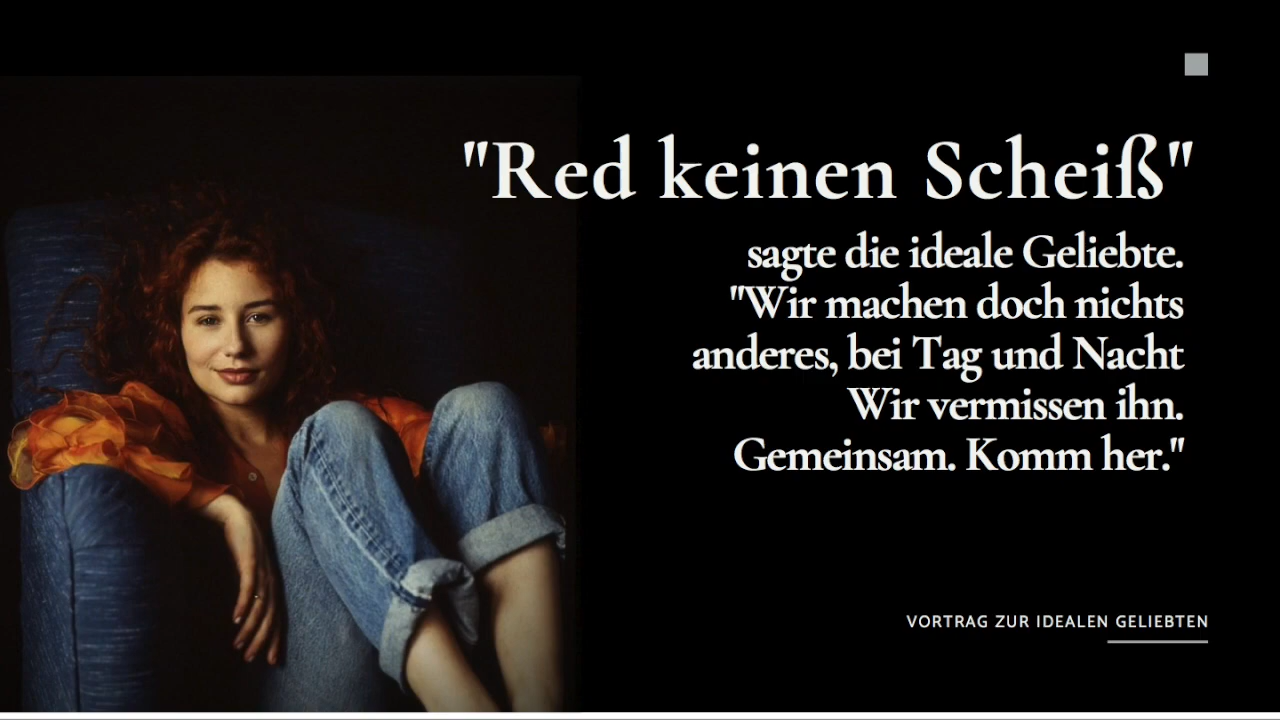 "Red keinen Scheiß"
sagte die ideale Geliebte.
"Wir machen doch nichts
anderes, bei Tag und Nacht
Wir vermissen ihn.
Gemeinsam. Komm her."
VORTRAG ZUR IDEALEN GELIEBTEN